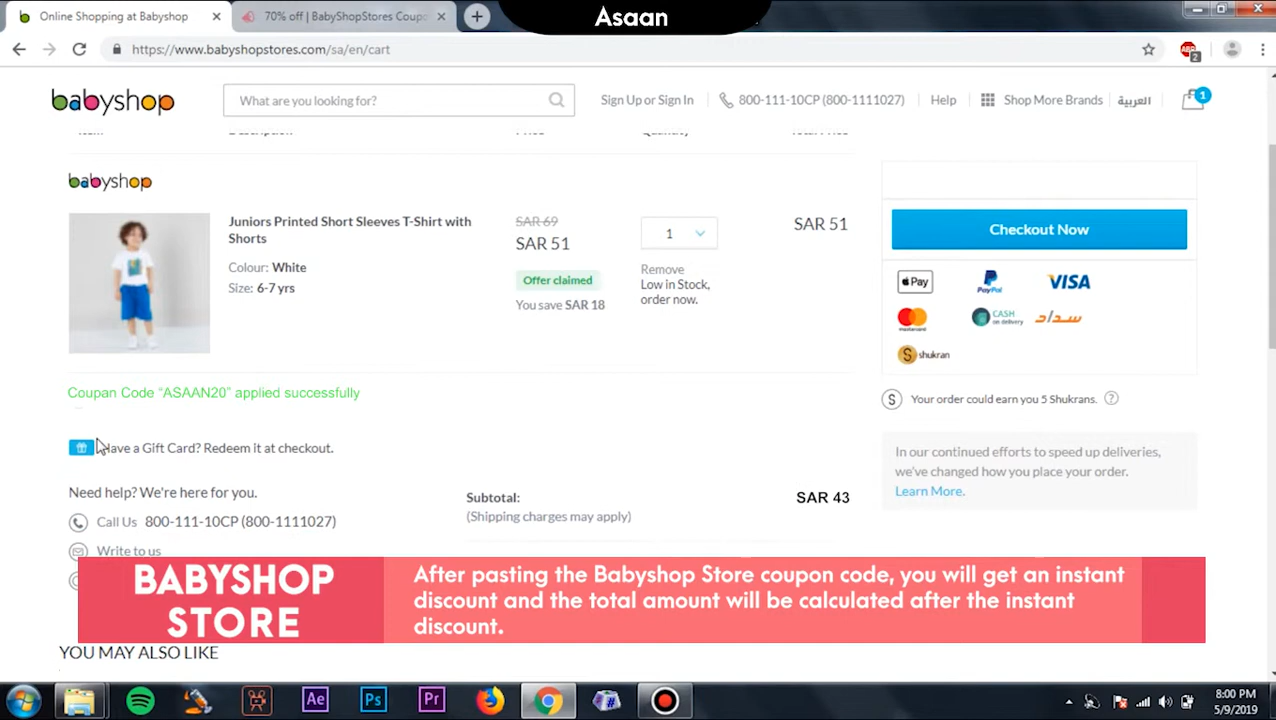 Online Shopping at Babyshop
70% off | BabyShopStores Coupo
Asaan
https://www.babyshopstores.com/sa/en/cart
2
babyshop
What are you looking for?
Sign Up or Sign In
800-111-10CP (800-1111027)
Help
Shop More Brands
العربية
1
babyshop
Juniors Printed Short Sleeves T-Shirt with
Shorts
Colour: White
Size: 6-7 yrs
SAR 69
SAR 51
Offer claimed
You save SAR 18
1
Remove
Low in Stock,
order now.
SAR 51
Checkout Now
Pay
PayPal
VISA
mastercard
CASH
on delivery
سداد
S shukran
Coupan Code “ASAAN20” applied successfully
S Your order could earn you 5 Shukrans. ?
Have a Gift Card? Redeem it at checkout.
In our continued efforts to speed up deliveries,
we've changed how you place your order.
Learn More.
Need help? We're here for you.
Call Us 800-111-10CP (800-1111027)
Write to us
Subtotal:
(Shipping charges may apply)
SAR 43
BABYSHOP
STORE
After pasting the Babyshop Store coupon code, you will get an instant
discount and the total amount will be calculated after the instant
discount.
YOU MAY ALSO LIKE
Ae
Ps
Pr
#
8:00 PM
5/9/2019